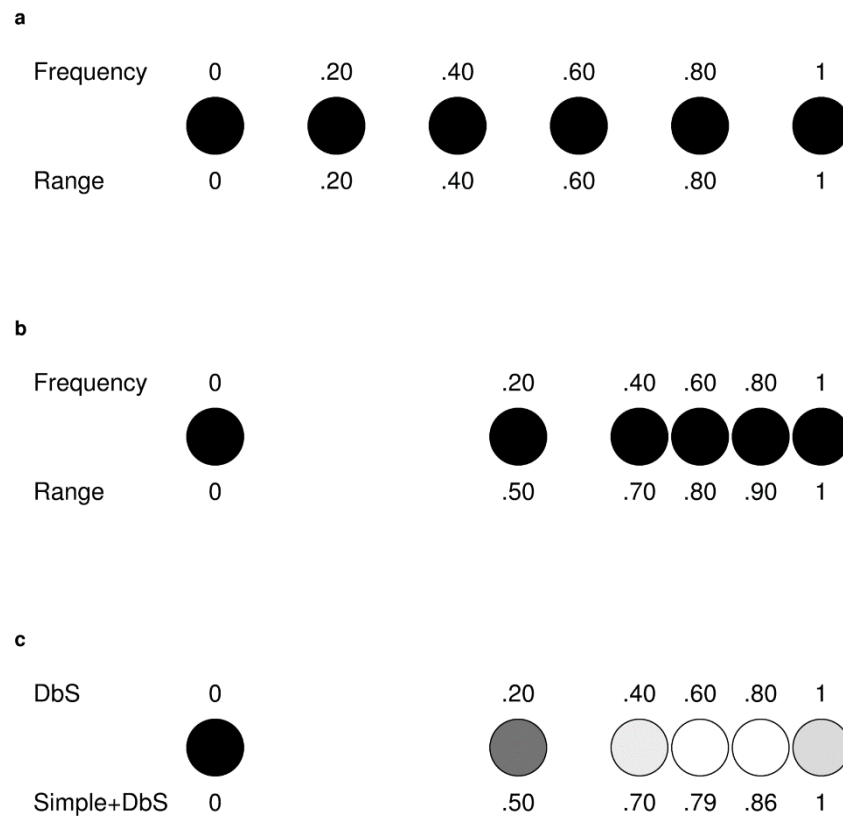 a
Frequency 0 .20 .40 .60 .80 1
Range 0 .20 .40 .60 .80 1
b
Frequency 0 .20 .40 .60 .80 1
Range 0 .50 .70 .80 .90 1
c
DbS 0 .20 .40 .60 .80 1
Simple+DbS 0 .50 .70 .79 .86 1